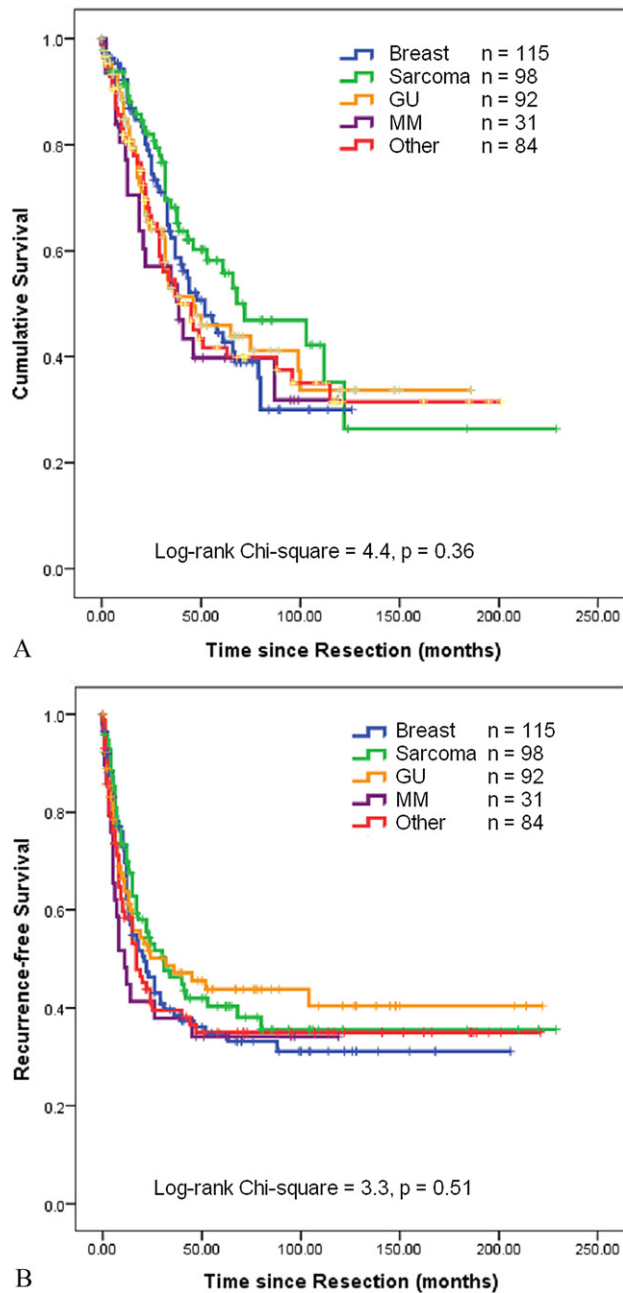 1.0
0.8
0.6
0.4
0.2
0.0
Cumulative Survival
Breast n = 115
Sarcoma n = 98
GU n = 92
MM n = 31
Other n = 84
Log-rank Chi-square = 4.4, p = 0.36
0.00 50.00 100.00 150.00 200.00 250.00
Time since Resection (months)
A
1.0
0.8
0.6
0.4
0.2
0.0
Recurrence-free Survival
Breast n = 115
Sarcoma n = 98
GU n = 92
MM n = 31
Other n = 84
Log-rank Chi-square = 3.3, p = 0.51
0.00 50.00 100.00 150.00 200.00 250.00
Time since Resection (months)
B